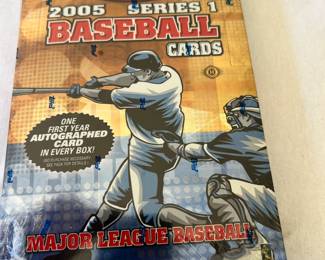 2005 SERIES 1
BASEBALL
CARDS
ONE
FIRST YEAR
AUTOGRAPHED
CARD
IN EVERY BOX!
MAJOR LEAGUE BASEBALL